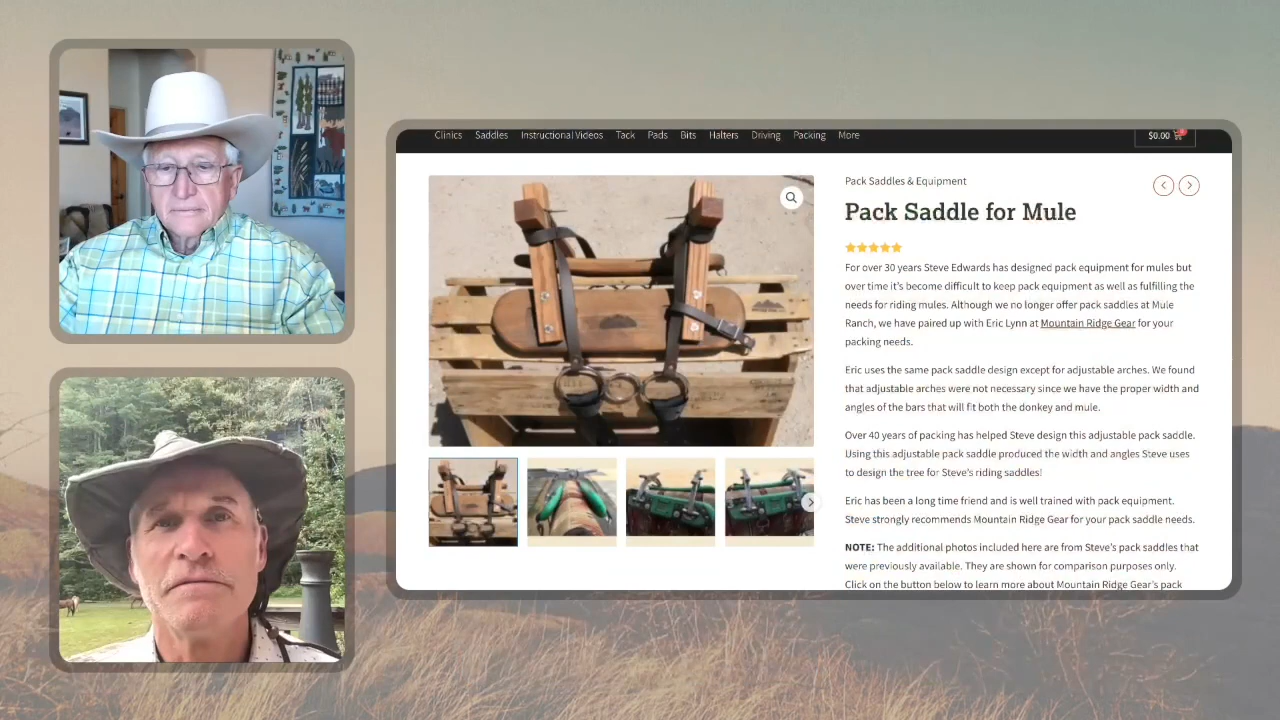 Clinics Saddles Instructional Videos Tack Pads Bits Halters Driving Packing More
$0.00
Pack Saddles & Equipment
Pack Saddle for Mule
For over 30 years Steve Edwards has designed pack equipment for mules but
over time it's become difficult to keep pack equipment as well as fulfilling the
needs for riding mules. Although we no longer offer pack saddles at Mule
Ranch, we have paired up with Eric Lynn at Mountain Ridge Gear for your
packing needs.
Eric uses the same pack saddle design except for adjustable arches. We found
that adjustable arches were not necessary since we have the proper width and
angles of the bars that will fit both the donkey and mule.
Over 40 years of packing has helped Steve design this adjustable pack saddle.
Using this adjustable pack saddle produced the width and angles Steve uses
to design the tree for Steve's riding saddles!
Eric has been a long time friend and is well trained with pack equipment.
Steve strongly recommends Mountain Ridge Gear for your pack saddle needs.
NOTE: The additional photos included here are from Steve's pack saddles that
were previously available. They are shown for comparison purposes only.
Click on the button below to learn more about Mountain Ridge Gear's pack